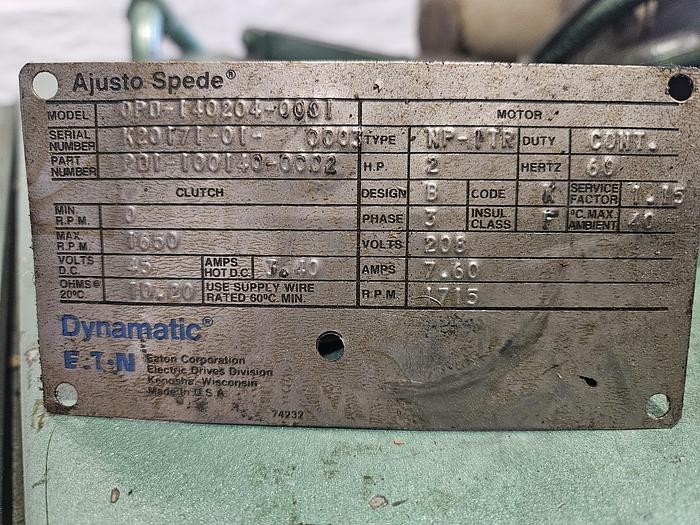 Ajusto Spede®
MODEL MOTOR
SERIAL NUMBER K20171-01- TYPE DUTY CONT.
PART NUMBER H.P. 2 HERTZ 60
CLUTCH DESIGN B CODE K SERVICE FACTOR 1.15
MIN. R.P.M. 0 PHASE 3 INSUL CLASS F °C.MAX AMBIENT 40
MAX. R.P.M. 1650 VOLTS 208
VOLTS D.C. 45 AMPS HOT D.C. AMPS 7.60
OHMS@ 20°C. 10.20 USE SUPPLY WIRE RATED 60°C MIN. R.P.M 1715
Dynamatic®
E·T·N Eaton Corporation
Electric Drives Division
Kenosha, Wisconsin
Made in U.S.A.
74232